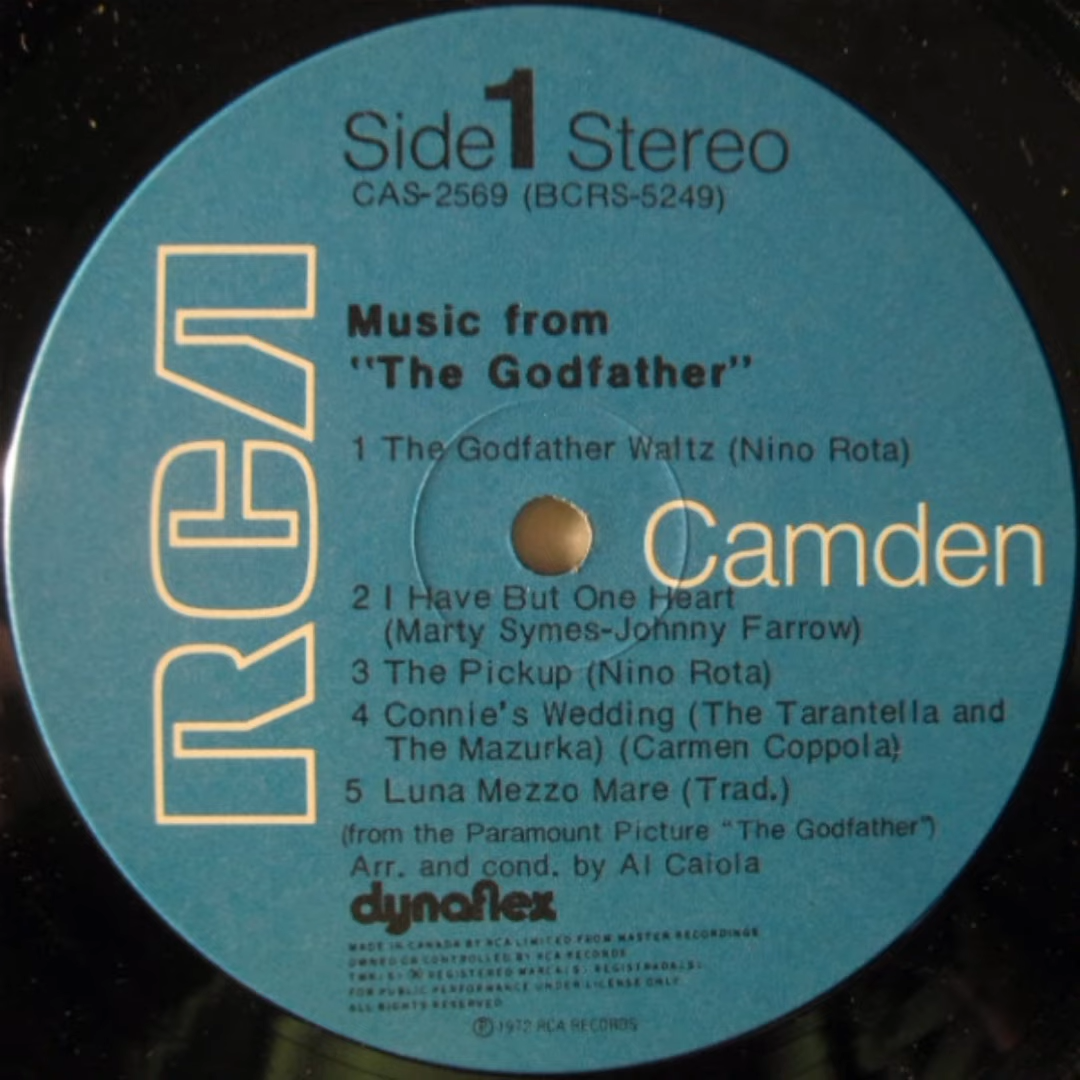 Side 1 Stereo
CAS-2569 (BCRS-5249)
RCA
Music from
"The Godfather"
1 The Godfather Waltz (Nino Rota)
Camden
2 I Have But One Heart
(Marty Symes-Johnny Farrow)
3 The Pickup (Nino Rota)
4 Connie's Wedding (The Tarantella and
The Mazurka) (Carmen Coppola)
5 Luna Mezzo Mare (Trad.)
(from the Paramount Picture "The Godfather")
Arr. and cond. by Al Caiola
dynaflex
MADE IN CANADA BY RCA LIMITED FROM MASTER RECORDINGS
OWNED OR CONTROLLED BY RCA RECORDS
TMK(S) ® REGISTERED MARCA(S) REGISTRADA(S)
FOR PUBLIC PERFORMANCE UNDER LICENSE ONLY
ALL RIGHTS RESERVED
℗ 1972 RCA RECORDS